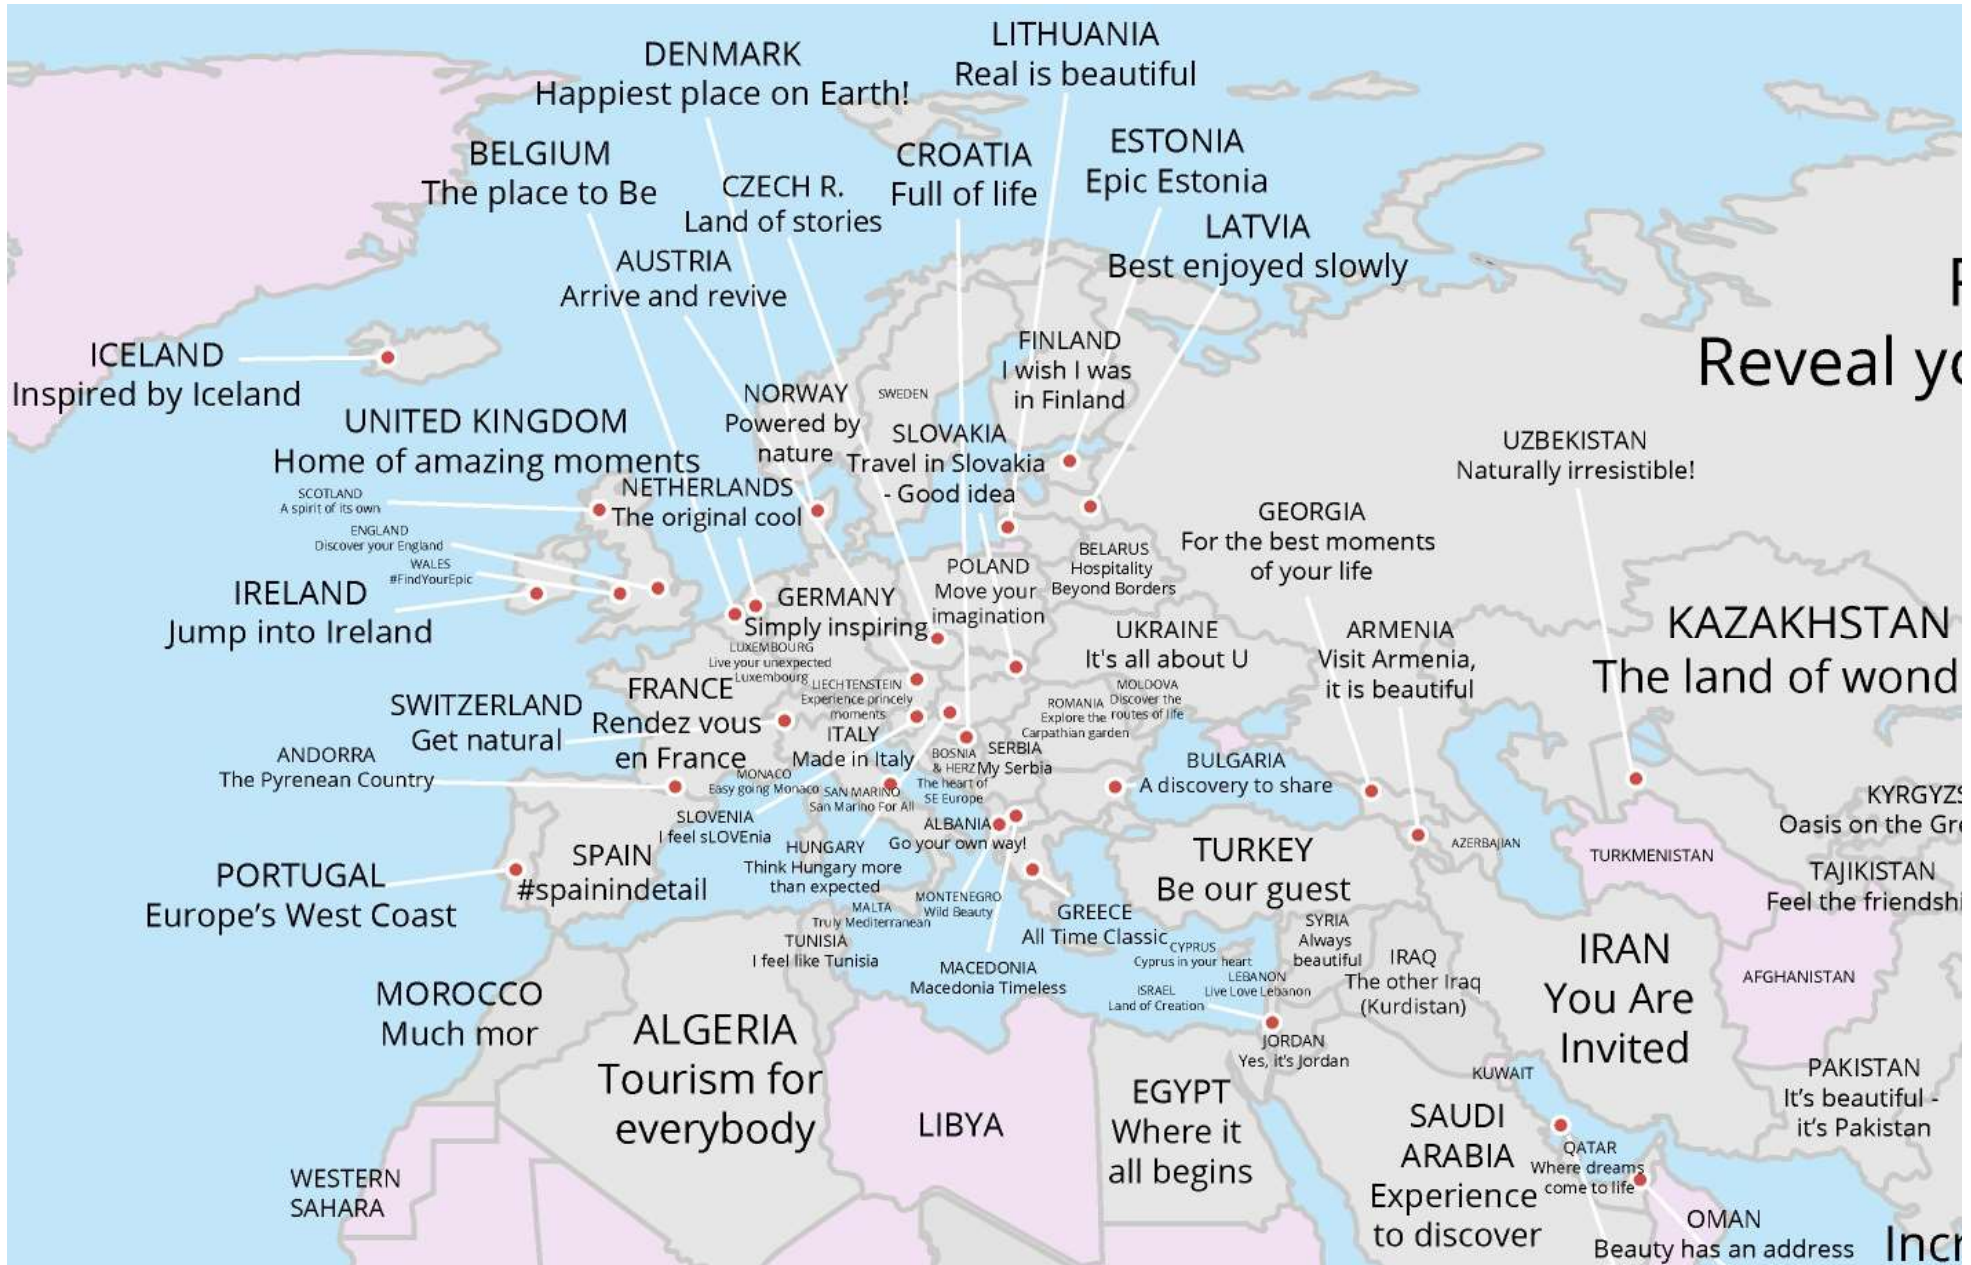 DENMARK
Happiest place on Earth!
LITHUANIA
Real is beautiful
BELGIUM
The place to Be
CZECH R.
Land of stories
CROATIA
Full of life
ESTONIA
Epic Estonia
LATVIA
Best enjoyed slowly
AUSTRIA
Arrive and revive
ICELAND
Inspired by Iceland
FINLAND
I wish I was
in Finland
NORWAY
Powered by
nature
SWEDEN
SLOVAKIA
Travel in Slovakia
- Good idea
Reveal yo
UNITED KINGDOM
Home of amazing moments
NETHERLANDS
The original cool
SCOTLAND
A spirit of its own
ENGLAND
Discover your England
WALES
#FindYourEpic
IRELAND
Jump into Ireland
UZBEKISTAN
Naturally irresistible!
GEORGIA
For the best moments
of your life
BELARUS
Hospitality
Beyond Borders
POLAND
Move your
imagination
GERMANY
Simply inspiring
UKRAINE
It's all about U
ARMENIA
Visit Armenia,
it is beautiful
KAZAKHSTAN
The land of wond
LUXEMBOURG
Live your unexpected
Luxembourg
LIECHTENSTEIN
Experience princely
moments
FRANCE
Rendez vous
en France
SWITZERLAND
Get natural
MOLDOVA
Discover the
routes of life
ROMANIA
Explore the
Carpathian garden
ITALY
Made in Italy
ANDORRA
The Pyrenean Country
MONACO
Easy going Monaco
SAN MARINO
San Marino For All
BOSNIA
& HERZ
The heart of
SE Europe
SERBIA
My Serbia
BULGARIA
A discovery to share
SLOVENIA
I feel sLOVEnia
ALBANIA
Go your own way!
HUNGARY
Think Hungary more
than expected
KYRGYZS
Oasis on the Gre
TURKEY
Be our guest
AZERBAIJAN
TURKMENISTAN
TAJIKISTAN
Feel the friendshi
PORTUGAL
Europe's West Coast
SPAIN
#spainindetail
MONTENEGRO
Wild Beauty
MALTA
Truly Mediterranean
GREECE
All Time Classic
TUNISIA
I feel like Tunisia
MACEDONIA
Macedonia Timeless
CYPRUS
Cyprus in your heart
SYRIA
Always
beautiful
LEBANON
Live Love Lebanon
ISRAEL
Land of Creation
IRAQ
The other Iraq
(Kurdistan)
IRAN
You Are
Invited
AFGHANISTAN
MOROCCO
Much mor
ALGERIA
Tourism for
everybody
LIBYA
EGYPT
Where it
all begins
JORDAN
Yes, it's Jordan
KUWAIT
SAUDI
ARABIA
Experience
to discover
QATAR
Where dreams
come to life
PAKISTAN
It's beautiful -
it's Pakistan
WESTERN
SAHARA
OMAN
Beauty has an address
Incr